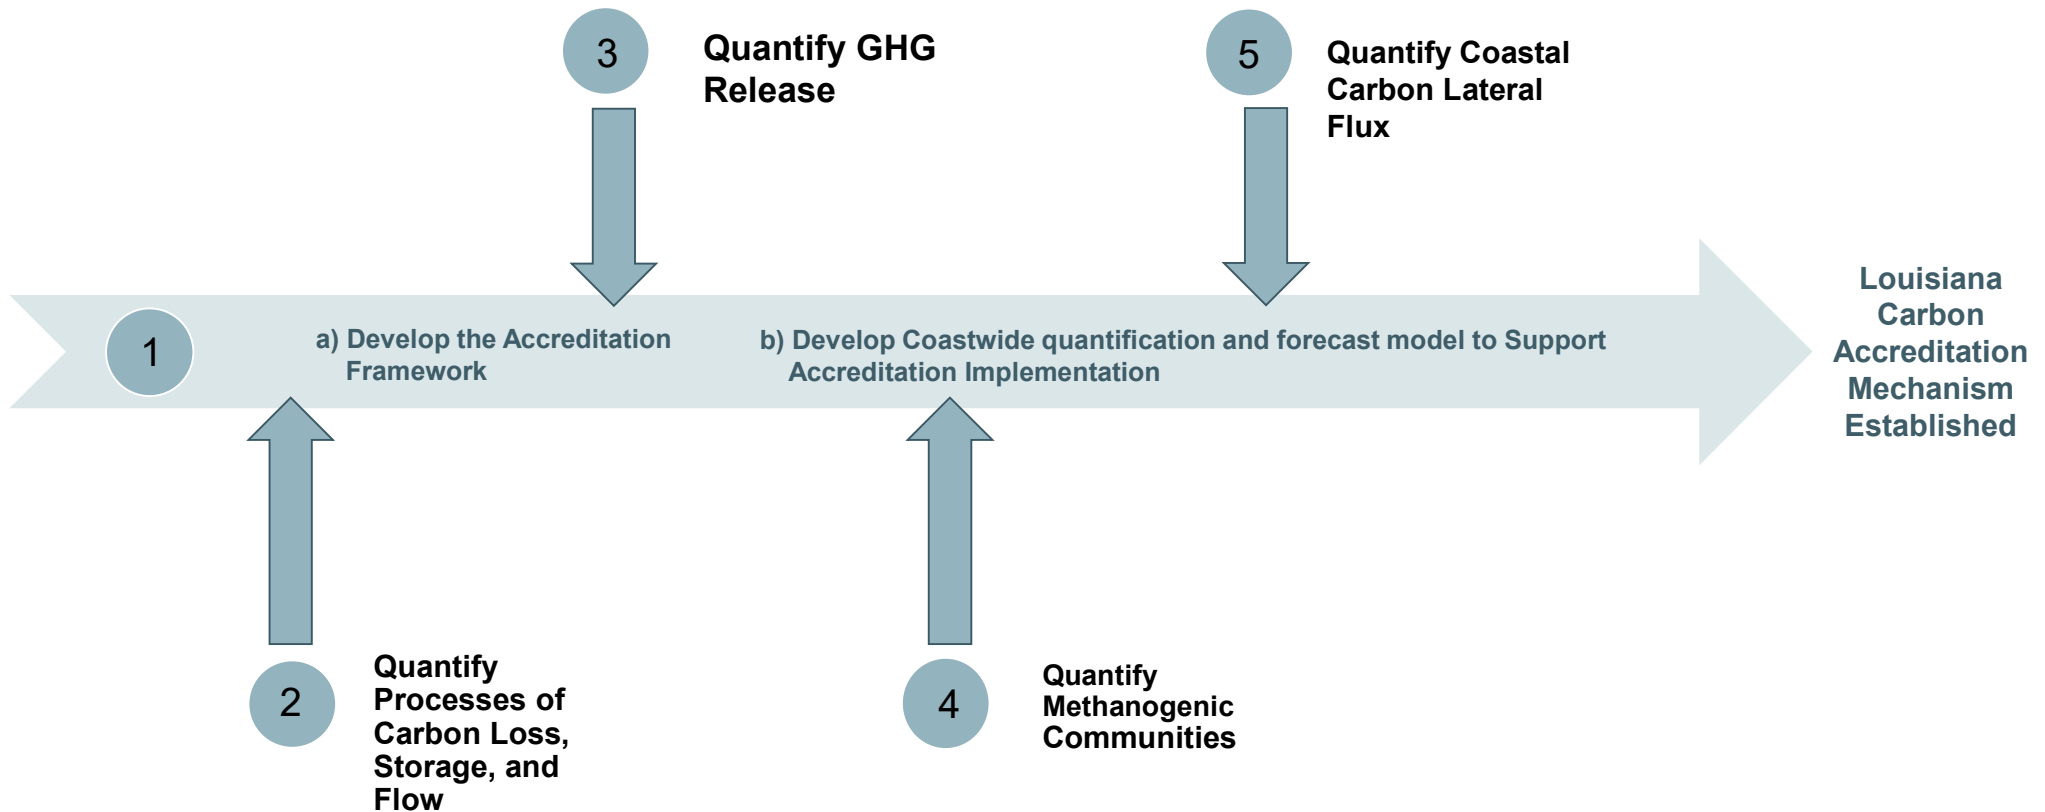 3
Quantify GHG
Release
5
Quantify Coastal
Carbon Lateral
Flux
1
a) Develop the Accreditation
Framework
b) Develop Coastwide quantification and forecast model to Support
Accreditation Implementation
Louisiana
Carbon
Accreditation
Mechanism
Established
2
Quantify
Processes of
Carbon Loss,
Storage, and
Flow
4
Quantify
Methanogenic
Communities